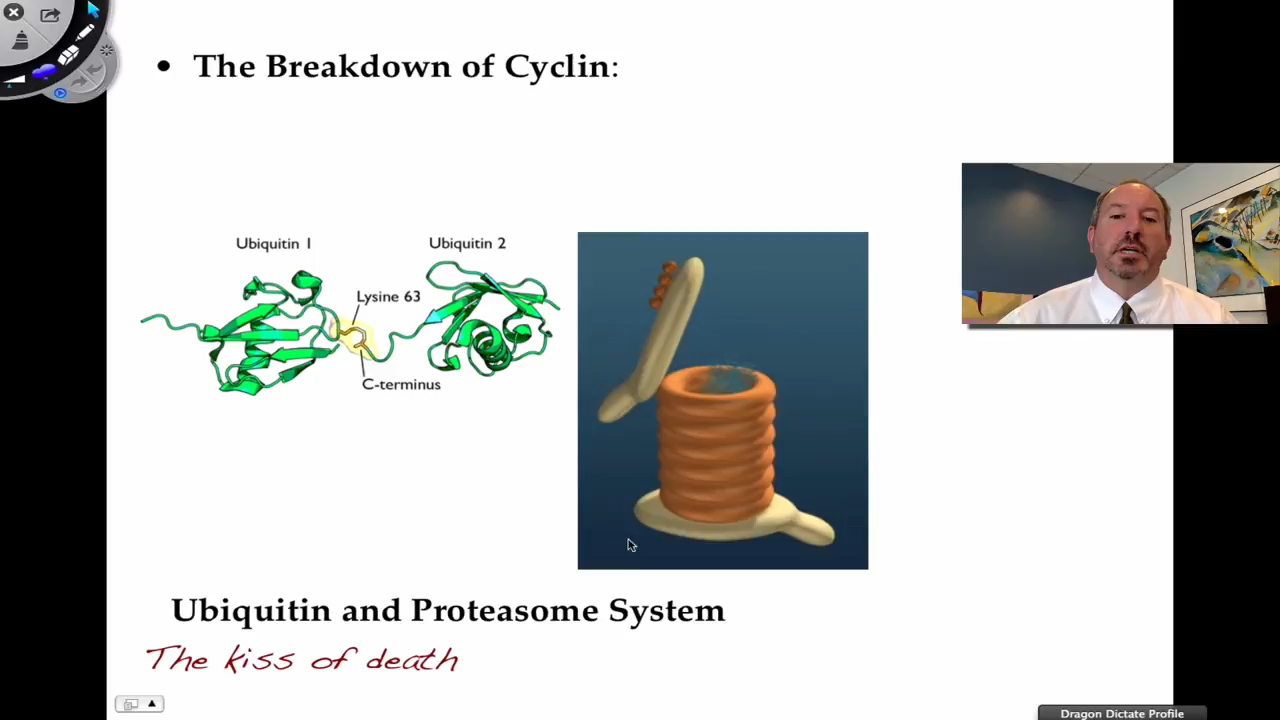 • The Breakdown of Cyclin:
Ubiquitin 1
Ubiquitin 2
Lysine 63
C-terminus
Ubiquitin and Proteasome System
The kiss of death
Dragon Dictate Profile